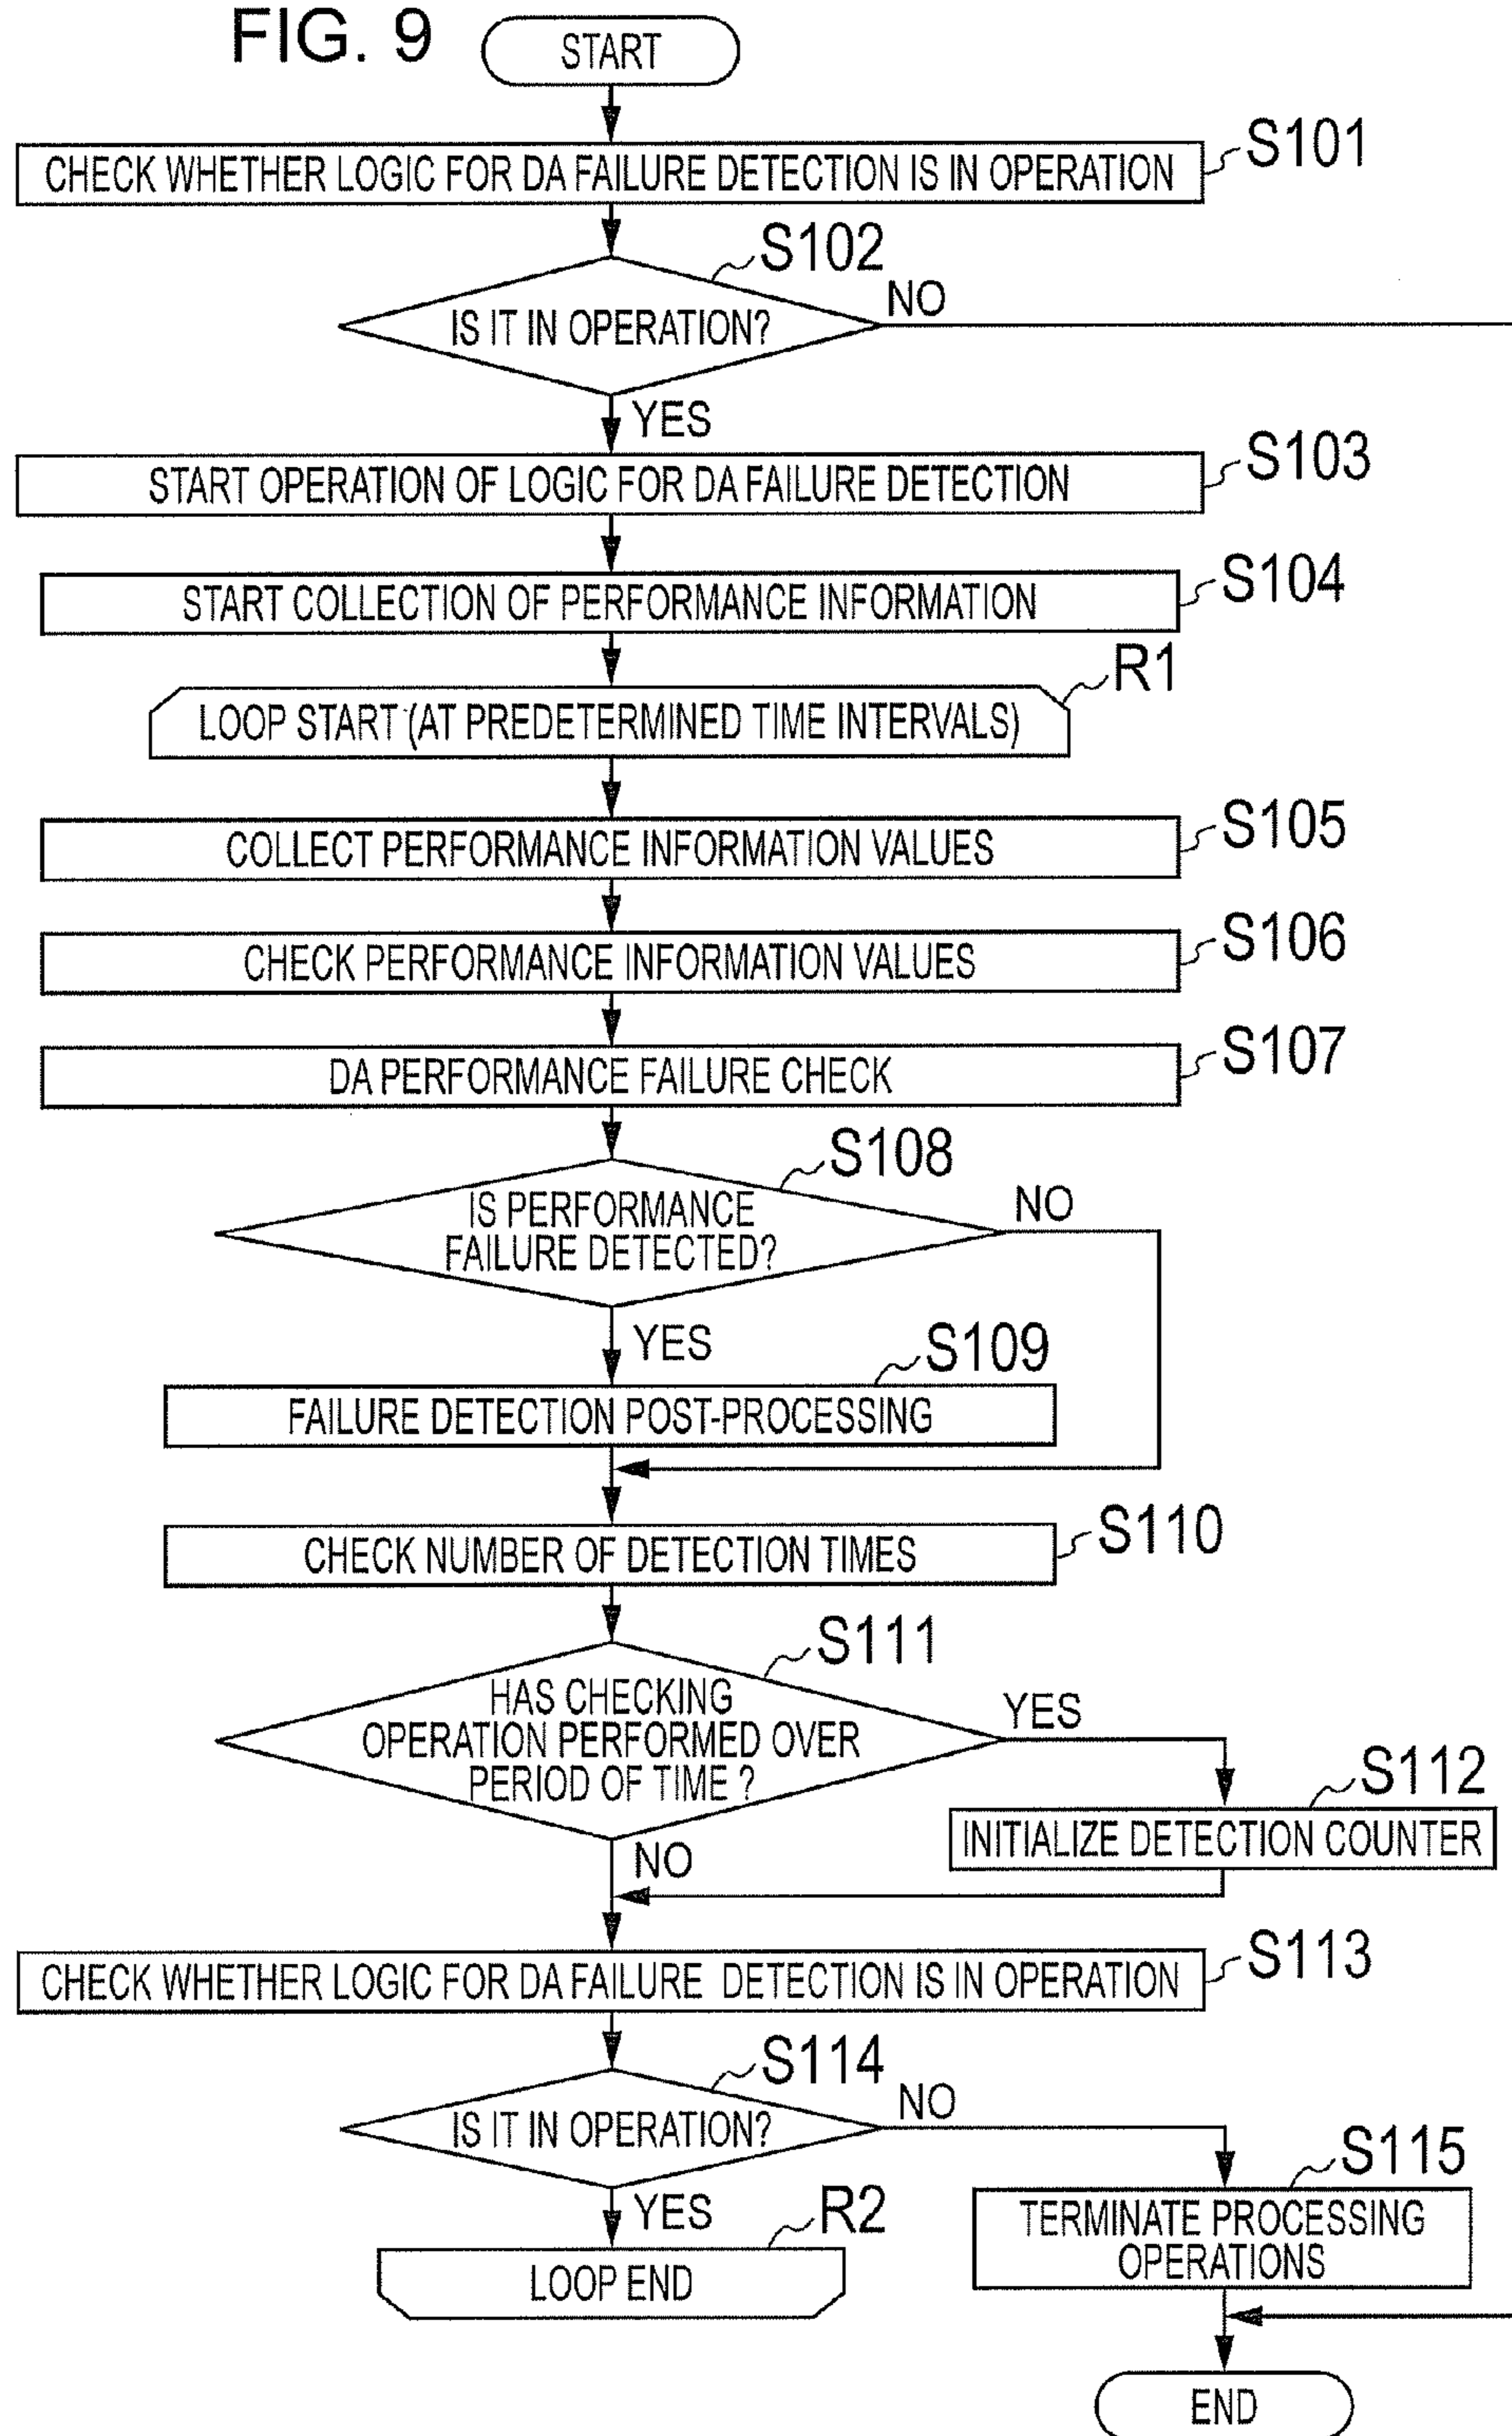 FIG. 9
START
CHECK WHETHER LOGIC FOR DA FAILURE DETECTION IS IN OPERATION
S101
S102
IS IT IN OPERATION?
NO
YES
START OPERATION OF LOGIC FOR DA FAILURE DETECTION
S103
START COLLECTION OF PERFORMANCE INFORMATION
S104
R1
LOOP START (AT PREDETERMINED TIME INTERVALS)
COLLECT PERFORMANCE INFORMATION VALUES
S105
CHECK PERFORMANCE INFORMATION VALUES
S106
DA PERFORMANCE FAILURE CHECK
S107
S108
IS PERFORMANCE
FAILURE DETECTED?
NO
YES
S109
FAILURE DETECTION POST-PROCESSING
CHECK NUMBER OF DETECTION TIMES
S110
S111
HAS CHECKING
OPERATION PERFORMED OVER
PERIOD OF TIME ?
YES
S112
INITIALIZE DETECTION COUNTER
NO
CHECK WHETHER LOGIC FOR DA FAILURE DETECTION IS IN OPERATION
S113
S114
IS IT IN OPERATION?
NO
YES
S115
TERMINATE PROCESSING
OPERATIONS
R2
LOOP END
END